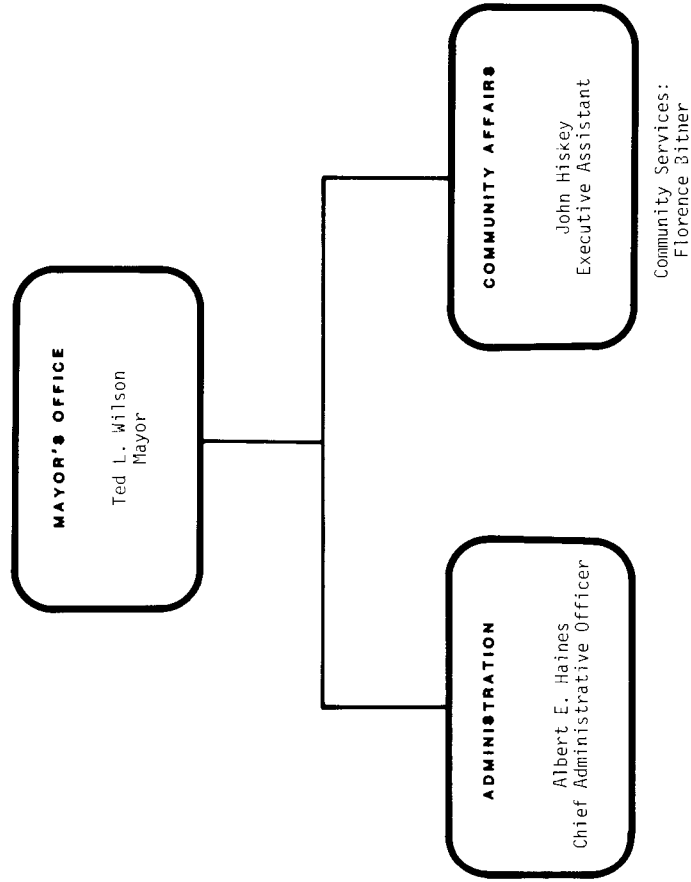 MAYOR'S OFFICE
Ted L. Wilson
Mayor
ADMINISTRATION
Albert E. Haines
Chief Administrative Officer
COMMUNITY AFFAIRS
John Hiskey
Executive Assistant
Community Services:
Florence Bitner